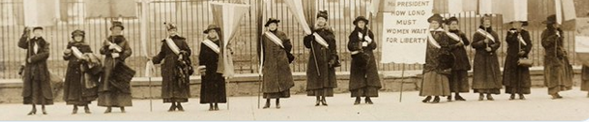 MR PRESIDENT
HOW LONG
MUST
WOMEN WAIT
FOR LIBERTY